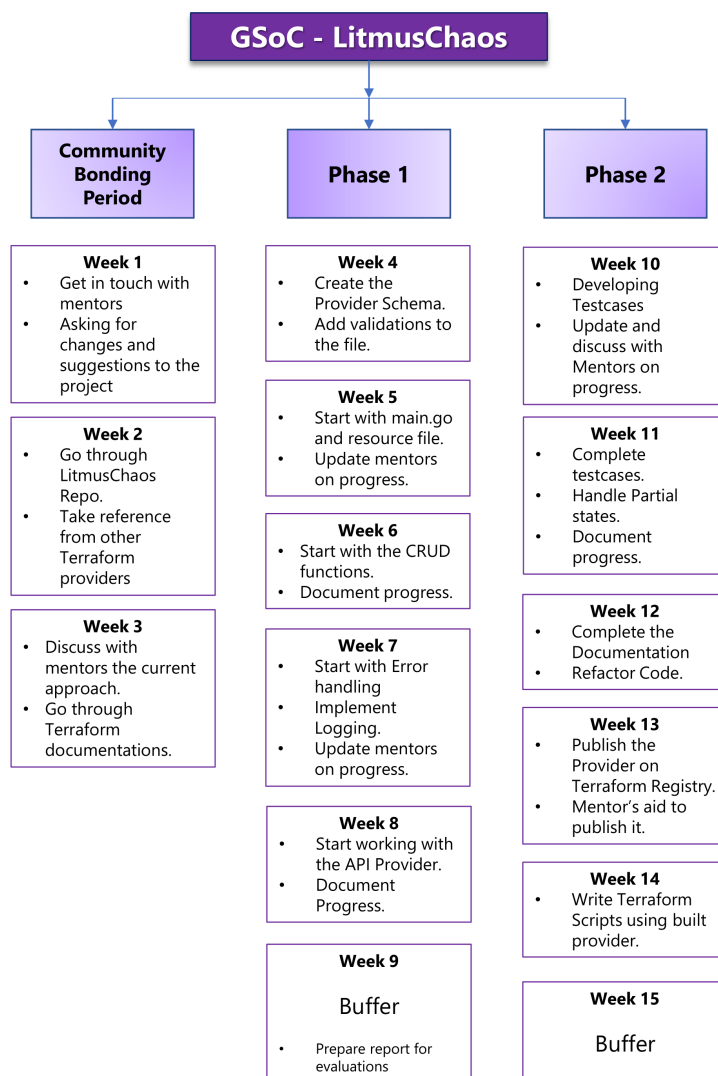 GSoC - LitmusChaos
Community
Bonding
Period
Phase 1
Phase 2
Week 1
• Get in touch with
mentors
• Asking for
changes and
suggestions to the
project
Week 2
• Go through
LitmusChaos
Repo.
• Take reference
from other
Terraform
providers
Week 3
• Discuss with
mentors the current
approach.
• Go through
Terraform
documentations.
Week 4
• Create the
Provider Schema.
• Add validations to
the file.
Week 5
• Start with main.go
and resource file.
• Update mentors
on progress.
Week 6
• Start with the CRUD
functions.
• Document progress.
Week 7
• Start with Error
handling
• Implement
Logging.
• Update mentors
on progress.
Week 8
• Start working with
the API Provider.
• Document
Progress.
Week 9
Buffer
• Prepare report for
evaluations
Week 10
• Developing
Testcases
• Update and
discuss with
Mentors on
progress.
Week 11
• Complete
testcases.
• Handle Partial
states.
• Document
progress.
Week 12
• Complete the
Documentation
• Refactor Code.
Week 13
• Publish the
Provider on
Terraform Registry.
• Mentor's aid to
publish it.
Week 14
• Write Terraform
Scripts using built
provider.
Week 15
Buffer